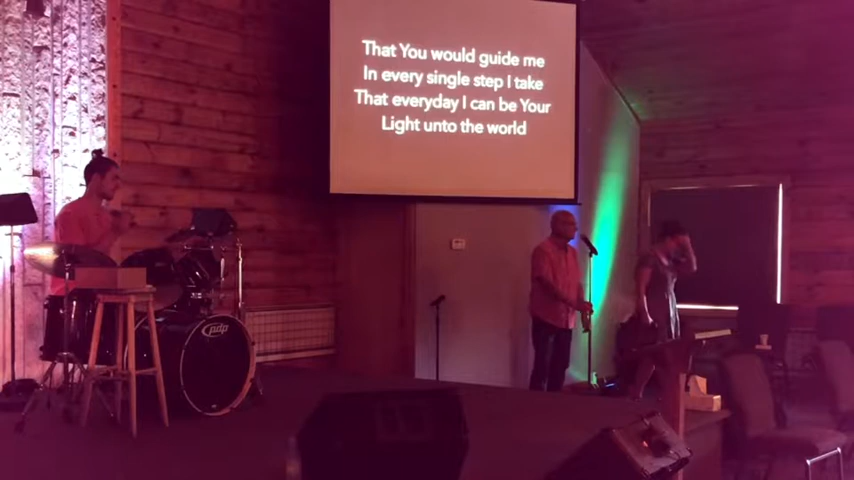 That You would guide me
In every single step I take
That everyday I can be Your
Light unto the world
pdp